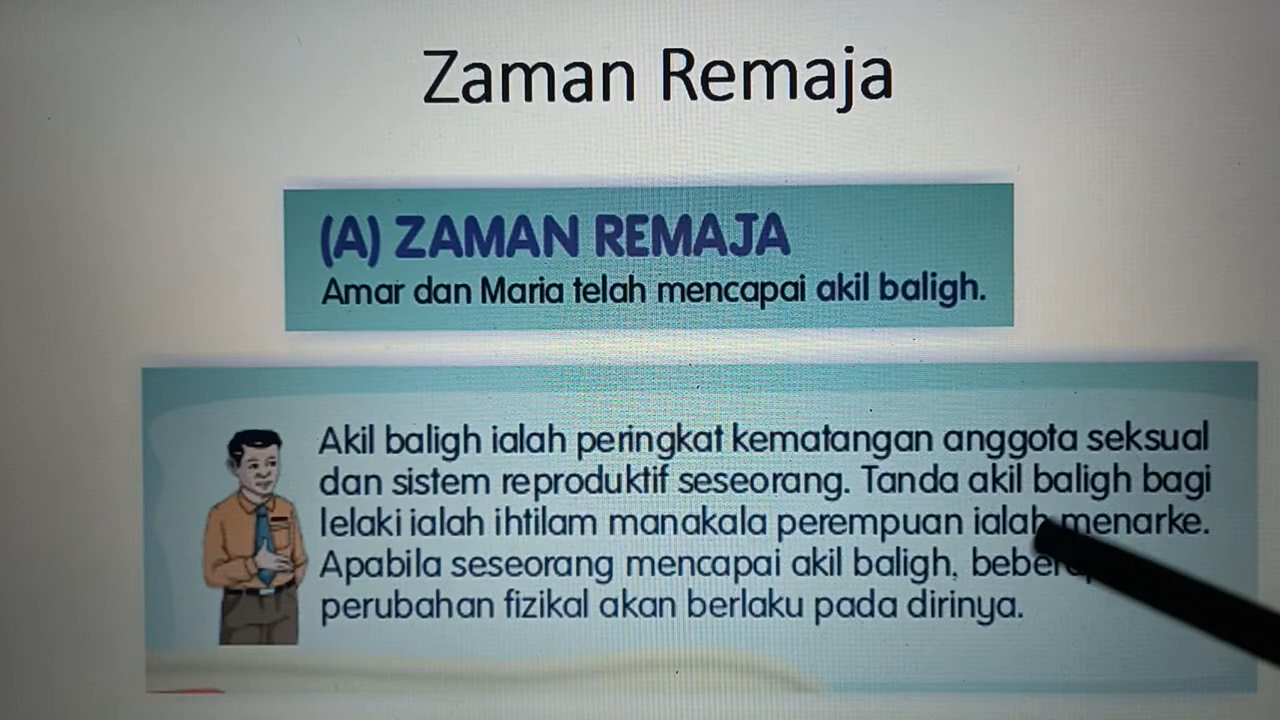 Zaman Remaja
(A) ZAMAN REMAJA
Amar dan Maria telah mencapai akil baligh.
Akil baligh ialah peringkat kematangan anggota seksual
dan sistem reproduktif seseorang. Tanda akil baligh bagi
lelaki ialah ihtilam manakala perempuan ialah menarke.
Apabila seseorang mencapai akil baligh,
perubahan fizikal akan berlaku pada dirinya.